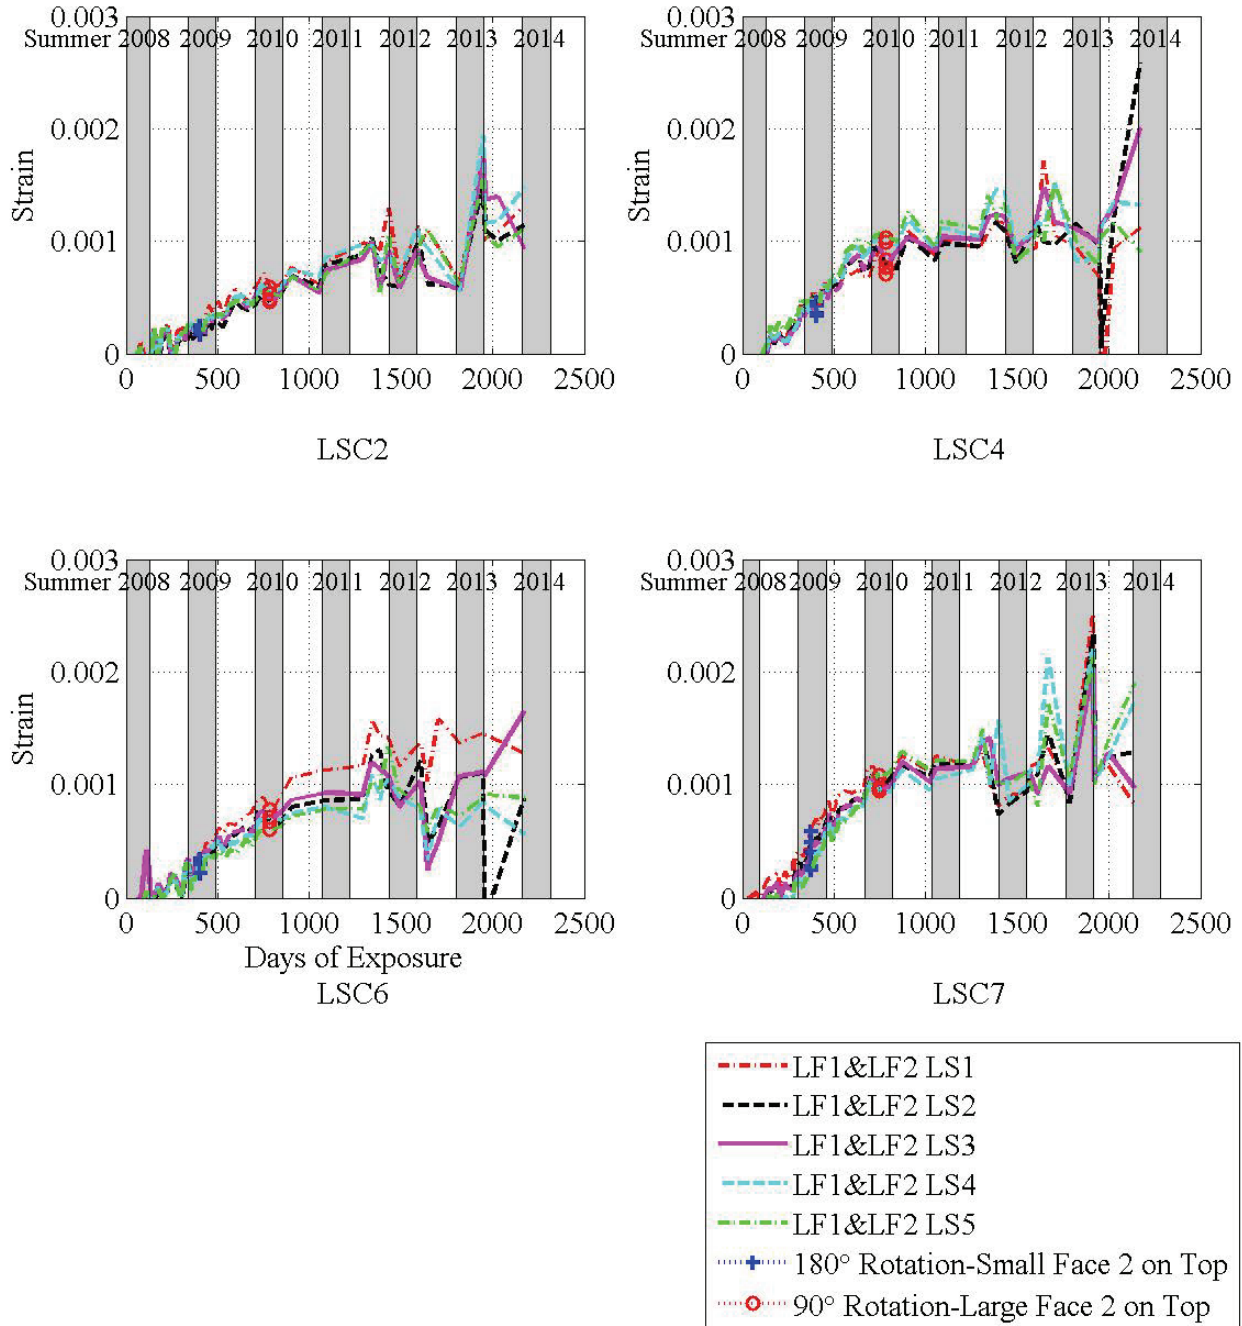 0.003 0.003
Summer 2008 2009 2010 2011 2012 2013 2014 Summer 2008 2009 2010 2011 2012 2013 2014
0.002 0.002
Strain Strain
0.001 0.001
0 0
0 500 1000 1500 2000 2500 0 500 1000 1500 2000 2500
LSC2 LSC4
0.003 0.003
Summer 2008 2009 2010 2011 2012 2013 2014 Summer 2008 2009 2010 2011 2012 2013 2014
0.002 0.002
Strain Strain
0.001 0.001
0 0
0 500 1000 1500 2000 2500 0 500 1000 1500 2000 2500
Days of Exposure
LSC6 LSC7
LF1&LF2 LS1
LF1&LF2 LS2
LF1&LF2 LS3
LF1&LF2 LS4
LF1&LF2 LS5
180° Rotation-Small Face 2 on Top
90° Rotation-Large Face 2 on Top